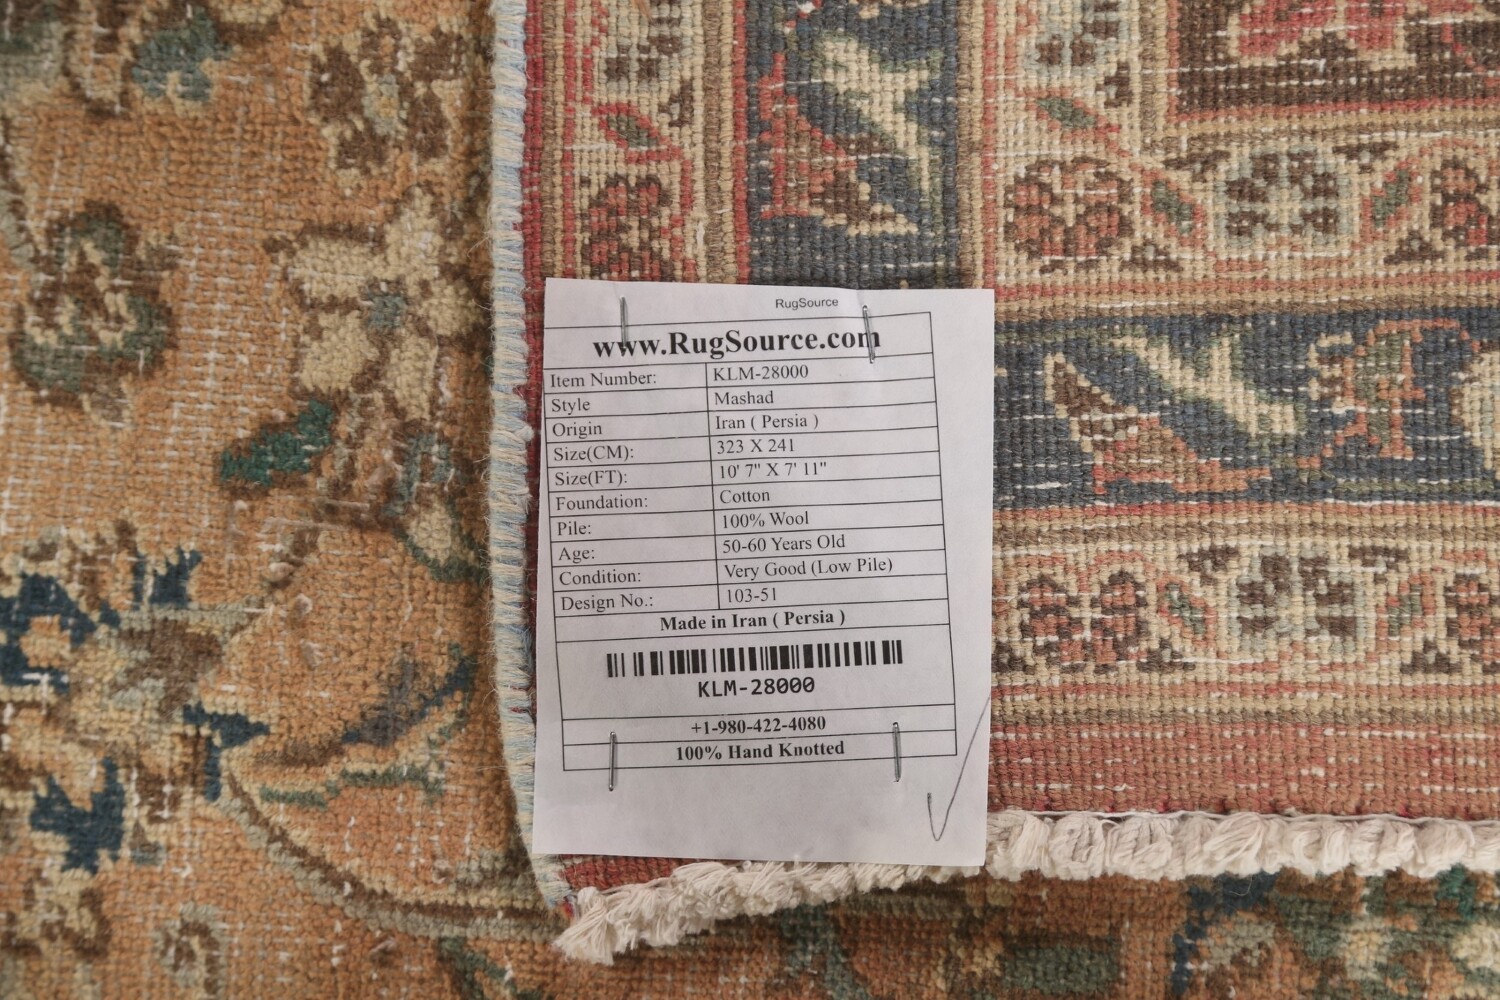 RugSource
www.RugSource.com
Item Number: KLM-28000
Style Mashad
Origin Iran ( Persia )
Size(CM): 323 X 241
Size(FT): 10' 7" X 7' 11"
Foundation: Cotton
Pile: 100% Wool
Age: 50-60 Years Old
Condition: Very Good (Low Pile)
Design No.: 103-51
Made in Iran ( Persia )
KLM-28000
+1-980-422-4080
100% Hand Knotted